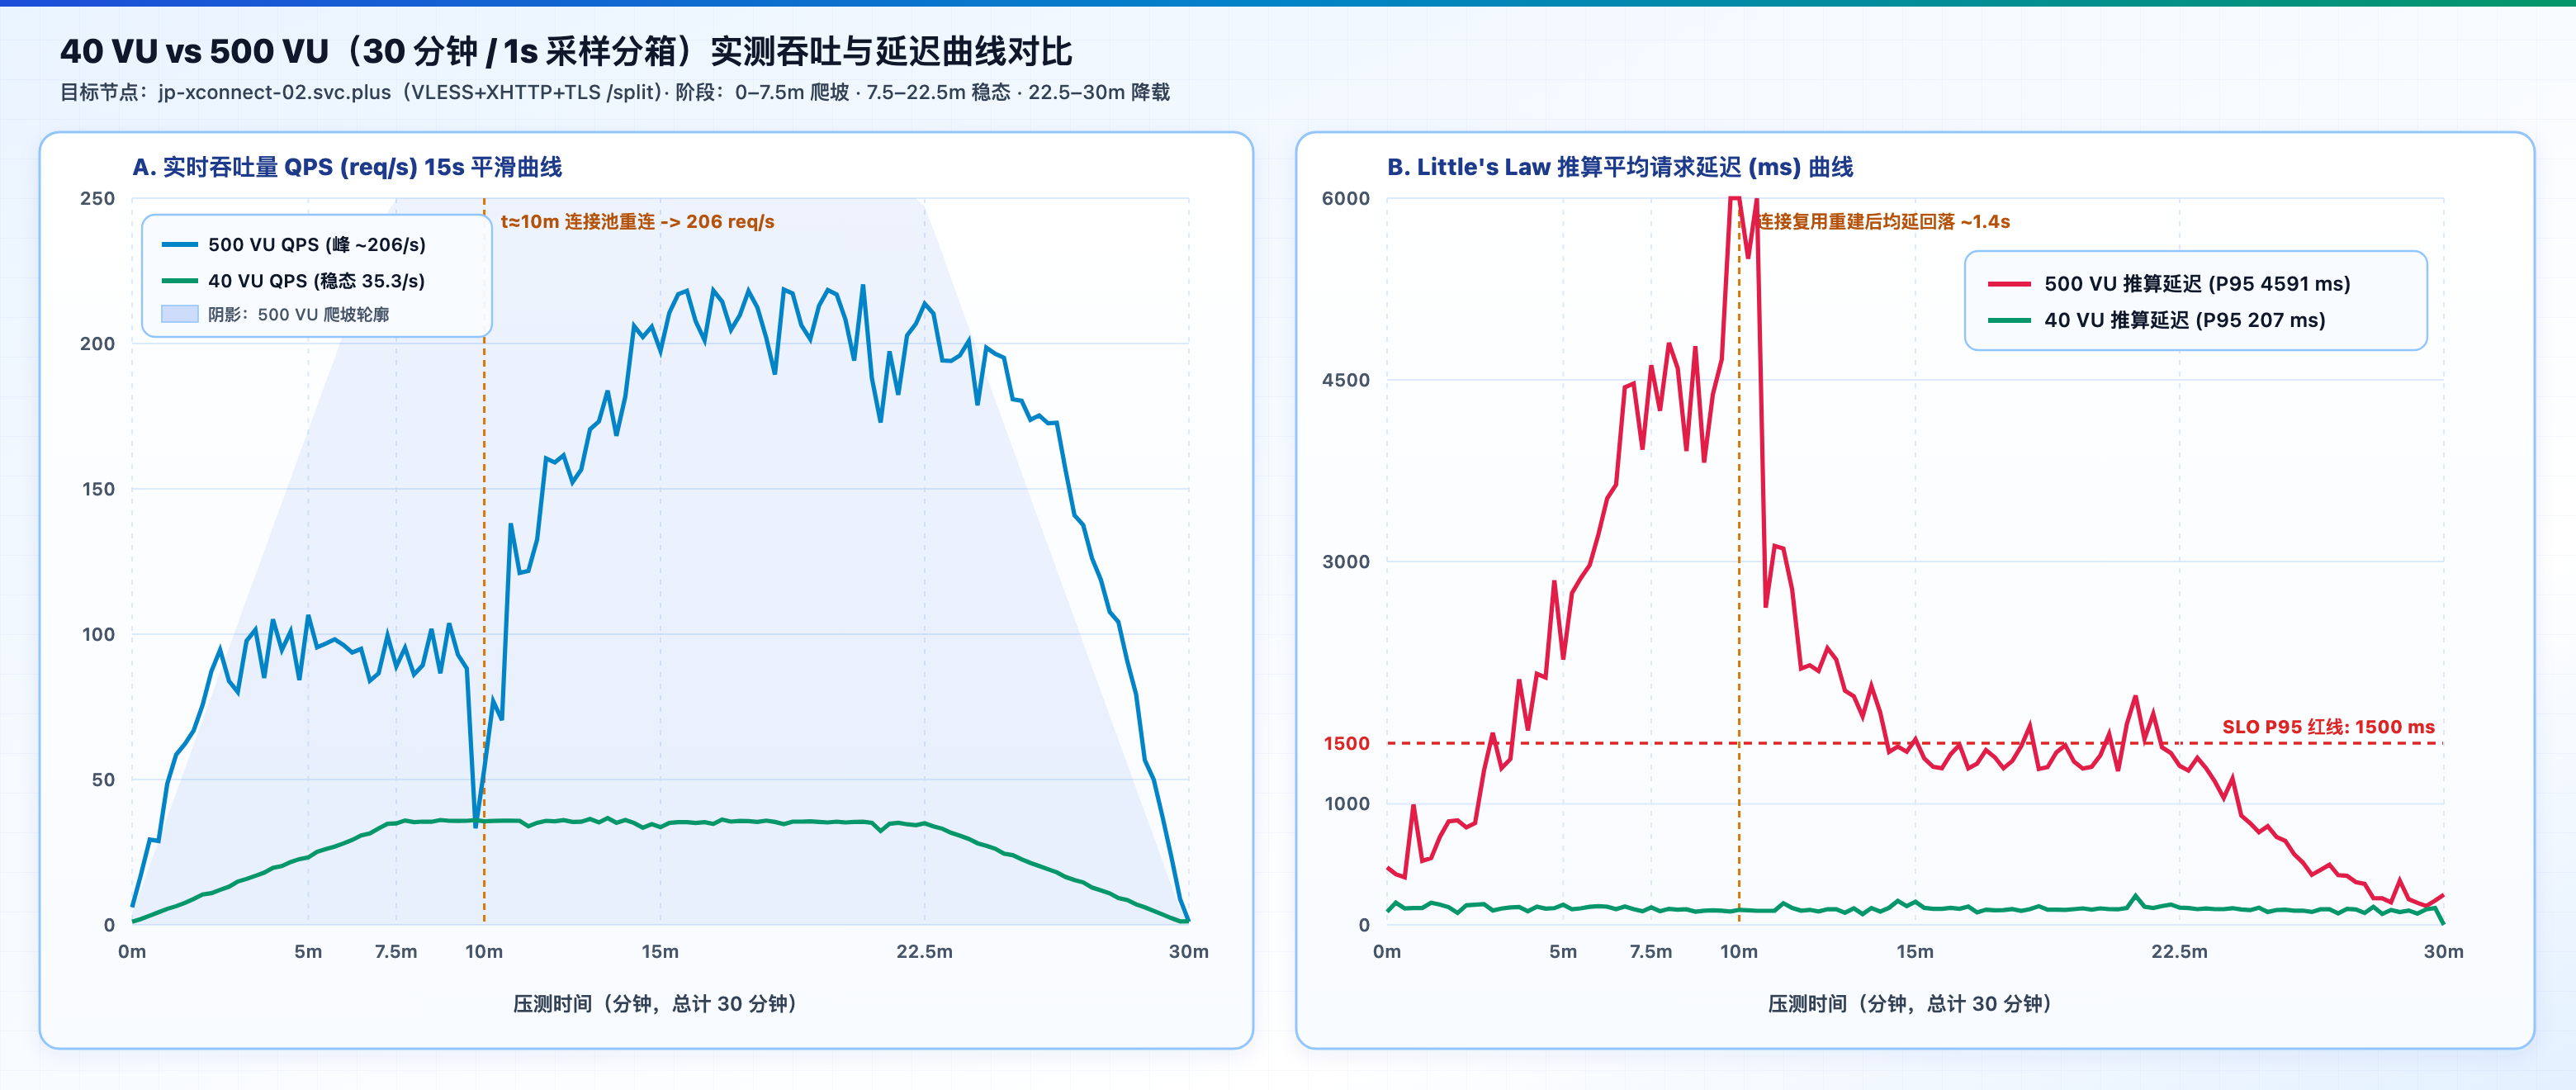 40 VU vs 500 VU（30 分钟 / 1s 采样分箱）实测吞吐与延迟曲线对比
目标节点：jp-xconnect-02.svc.plus（VLESS+XHTTP+TLS /split）· 阶段：0–7.5m 爬坡 · 7.5–22.5m 稳态 · 22.5–30m 降载
A. 实时吞吐量 QPS (req/s) 15s 平滑曲线
250
200
150
100
50
0
t≈10m 连接池重连 -> 206 req/s
500 VU QPS (峰 ~206/s)
40 VU QPS (稳态 35.3/s)
阴影：500 VU 爬坡轮廓
0m
5m
7.5m
10m
15m
22.5m
30m
压测时间（分钟，总计 30 分钟）
B. Little's Law 推算平均请求延迟 (ms) 曲线
6000
4500
3000
1500
1000
0
连接复用重建后均延回落 ~1.4s
500 VU 推算延迟 (P95 4591 ms)
40 VU 推算延迟 (P95 207 ms)
SLO P95 红线: 1500 ms
0m
5m
7.5m
10m
15m
22.5m
30m
压测时间（分钟，总计 30 分钟）